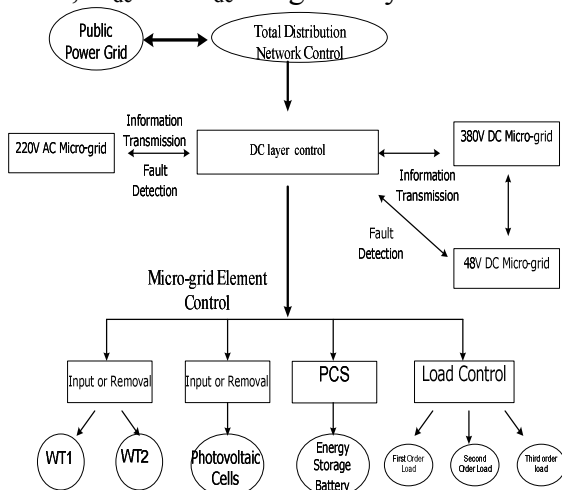 Public
Power Grid
Total Distribution
Network Control
220V AC Micro-grid
Information
Transmission
Fault
Detection
DC layer control
380V DC Micro-grid
Information
Transmission
Fault
Detection
48V DC Micro-grid
Micro-grid Element
Control
Input or Removal
Input or Removal
PCS
Load Control
WT1
WT2
Photovoltaic
Cells
Energy
Storage
Battery
First Order
Load
Second
Order Load
Third order
load